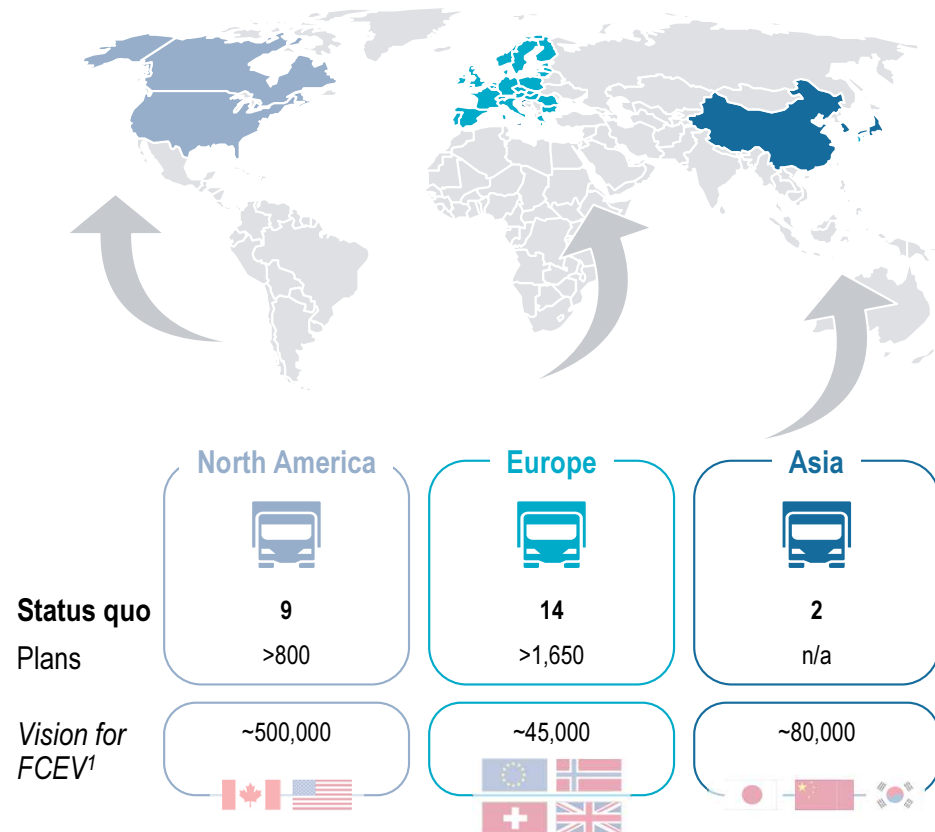 North America Europe Asia
Status quo 9 14 2
Plans >800 >1,650 n/a
Vision for ~500,000 ~45,000 ~80,000
FCEV1